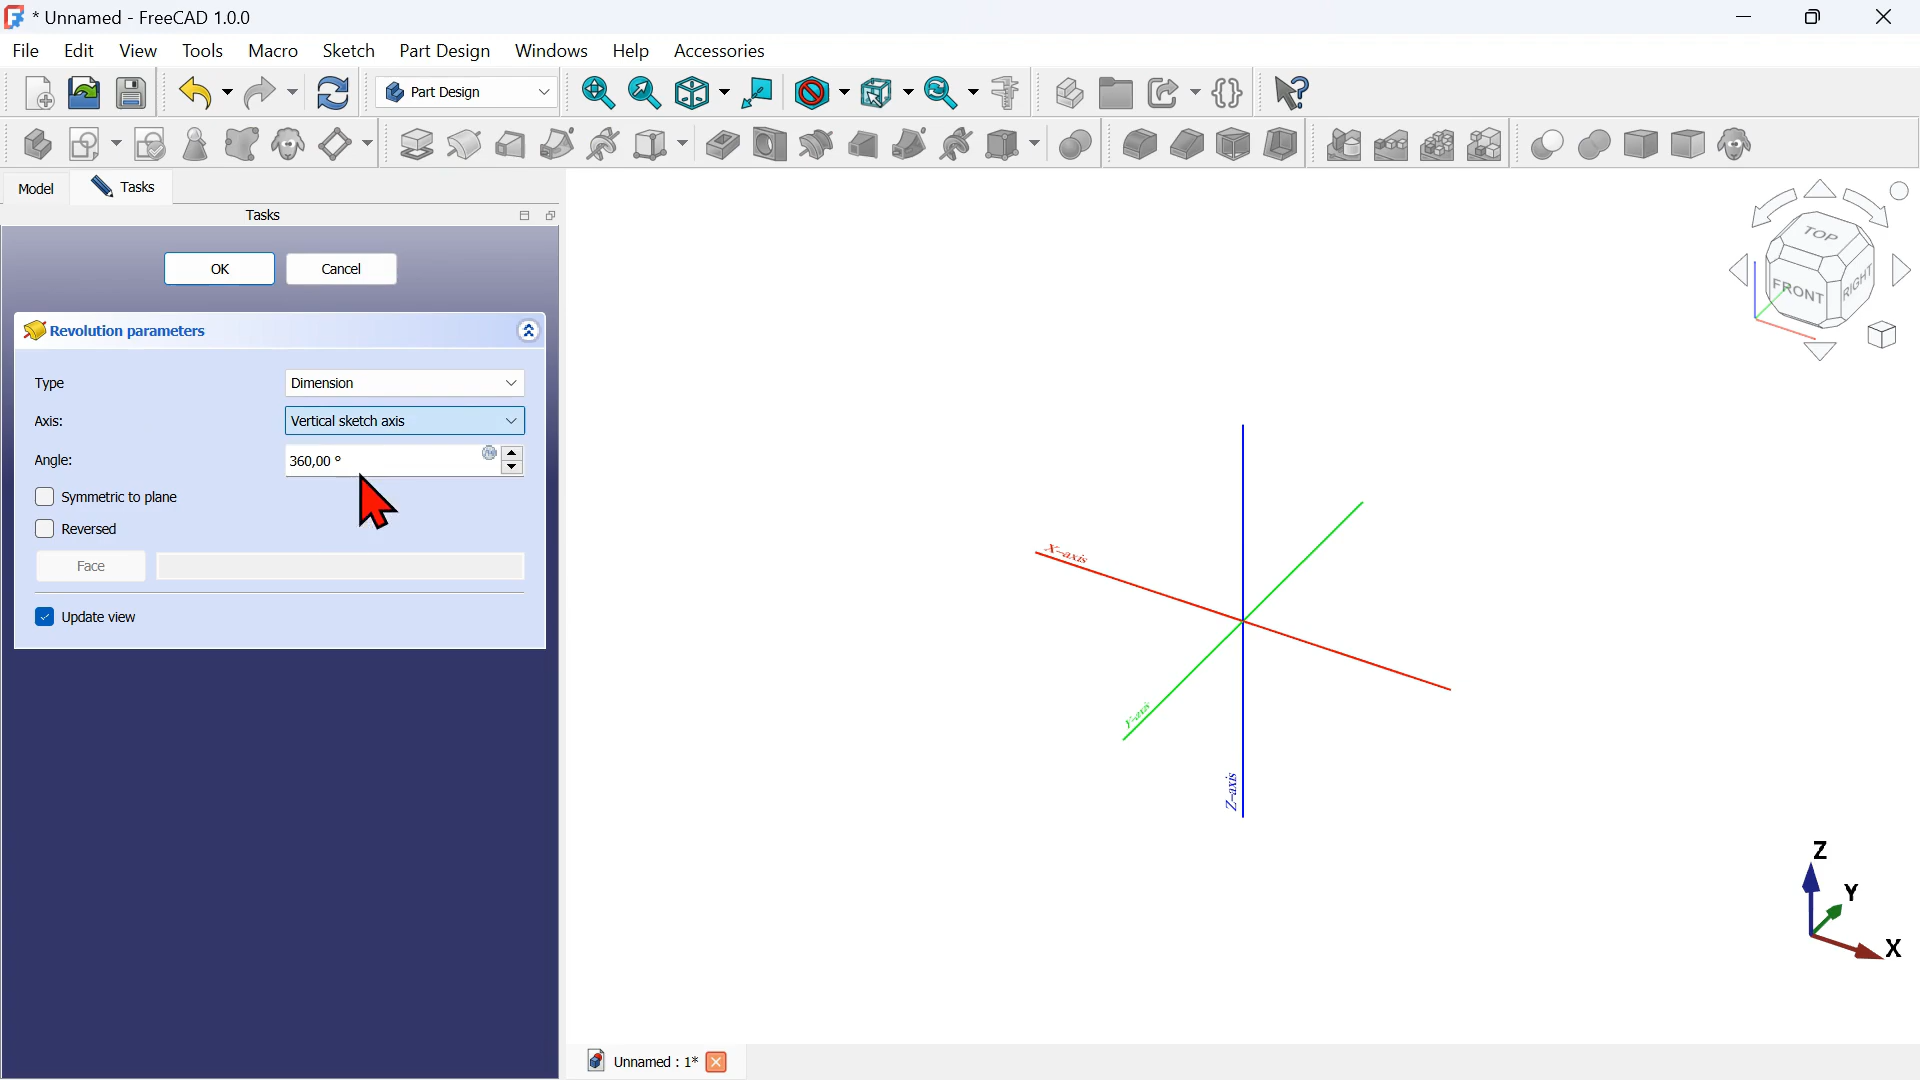 * Unnamed - FreeCAD 1.0.0
File Edit View Tools Macro Sketch Part Design Windows Help Accessories
Part Design
Model Tasks
Tasks
OK Cancel
Revolution parameters
Type Dimension
Axis: Vertical sketch axis
Angle: 360,00 °
Symmetric to plane
Reversed
Face
Update view
TOP
FRONT
RIGHT
X-axis
Y-axis
Z-axis
Z
Y
X
Unnamed : 1*